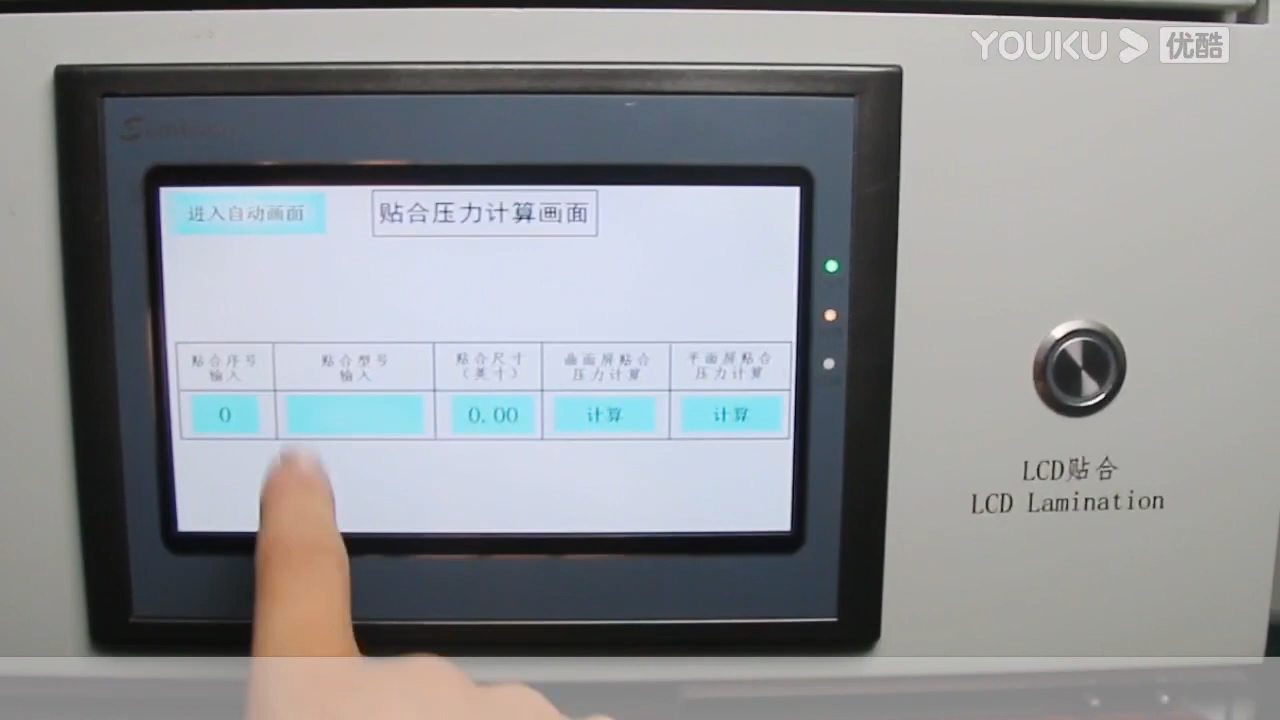 YOUKU 优酷
进入自动画面
贴合压力计算画面
贴合序号
输入
贴合型号
输入
贴合尺寸
(英寸)
曲面屏贴合
压力计算
平面屏贴合
压力计算
0
0.00
计算
计算
LCD贴合
LCD Lamination